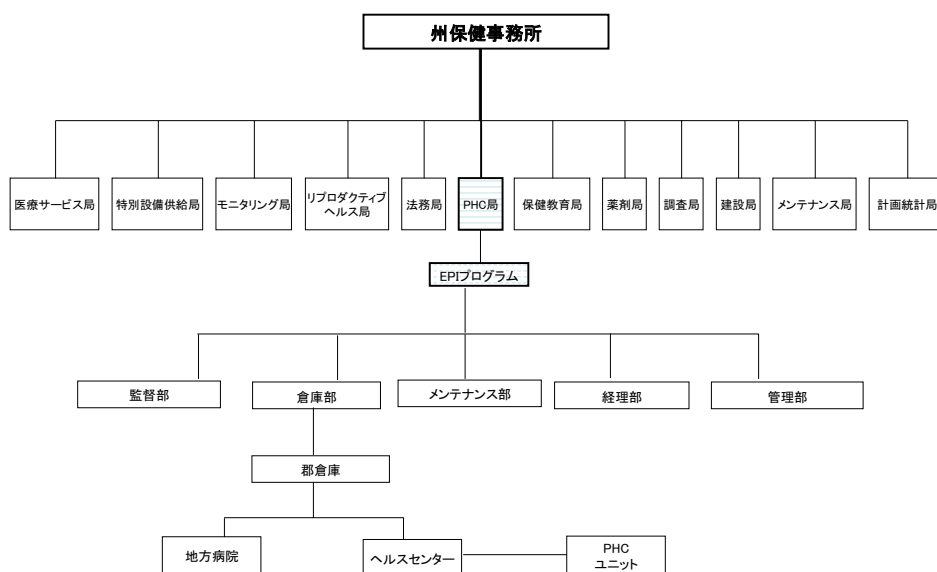 州保健事務所
医療サービス局
特別設備供給局
モニタリング局
リプロダクティブ
ヘルス局
法務局
PHC局
保健教育局
薬剤局
調査局
建設局
メンテナンス局
計画統計局
EPIプログラム
監督部
倉庫部
メンテナンス部
経理部
管理部
郡倉庫
地方病院
ヘルスセンター
PHC
ユニット